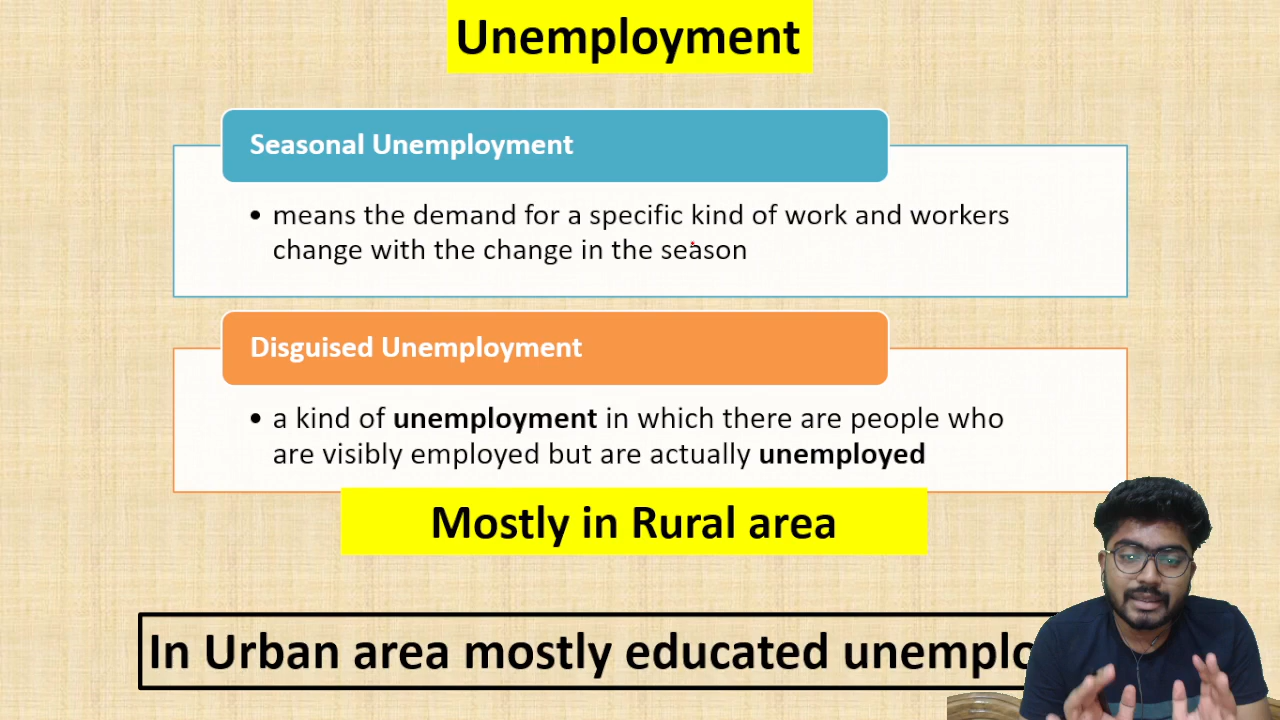 Unemployment
Seasonal Unemployment
• means the demand for a specific kind of work and workers
change with the change in the season
Disguised Unemployment
• a kind of unemployment in which there are people who
are visibly employed but are actually unemployed
Mostly in Rural area
In Urban area mostly educated